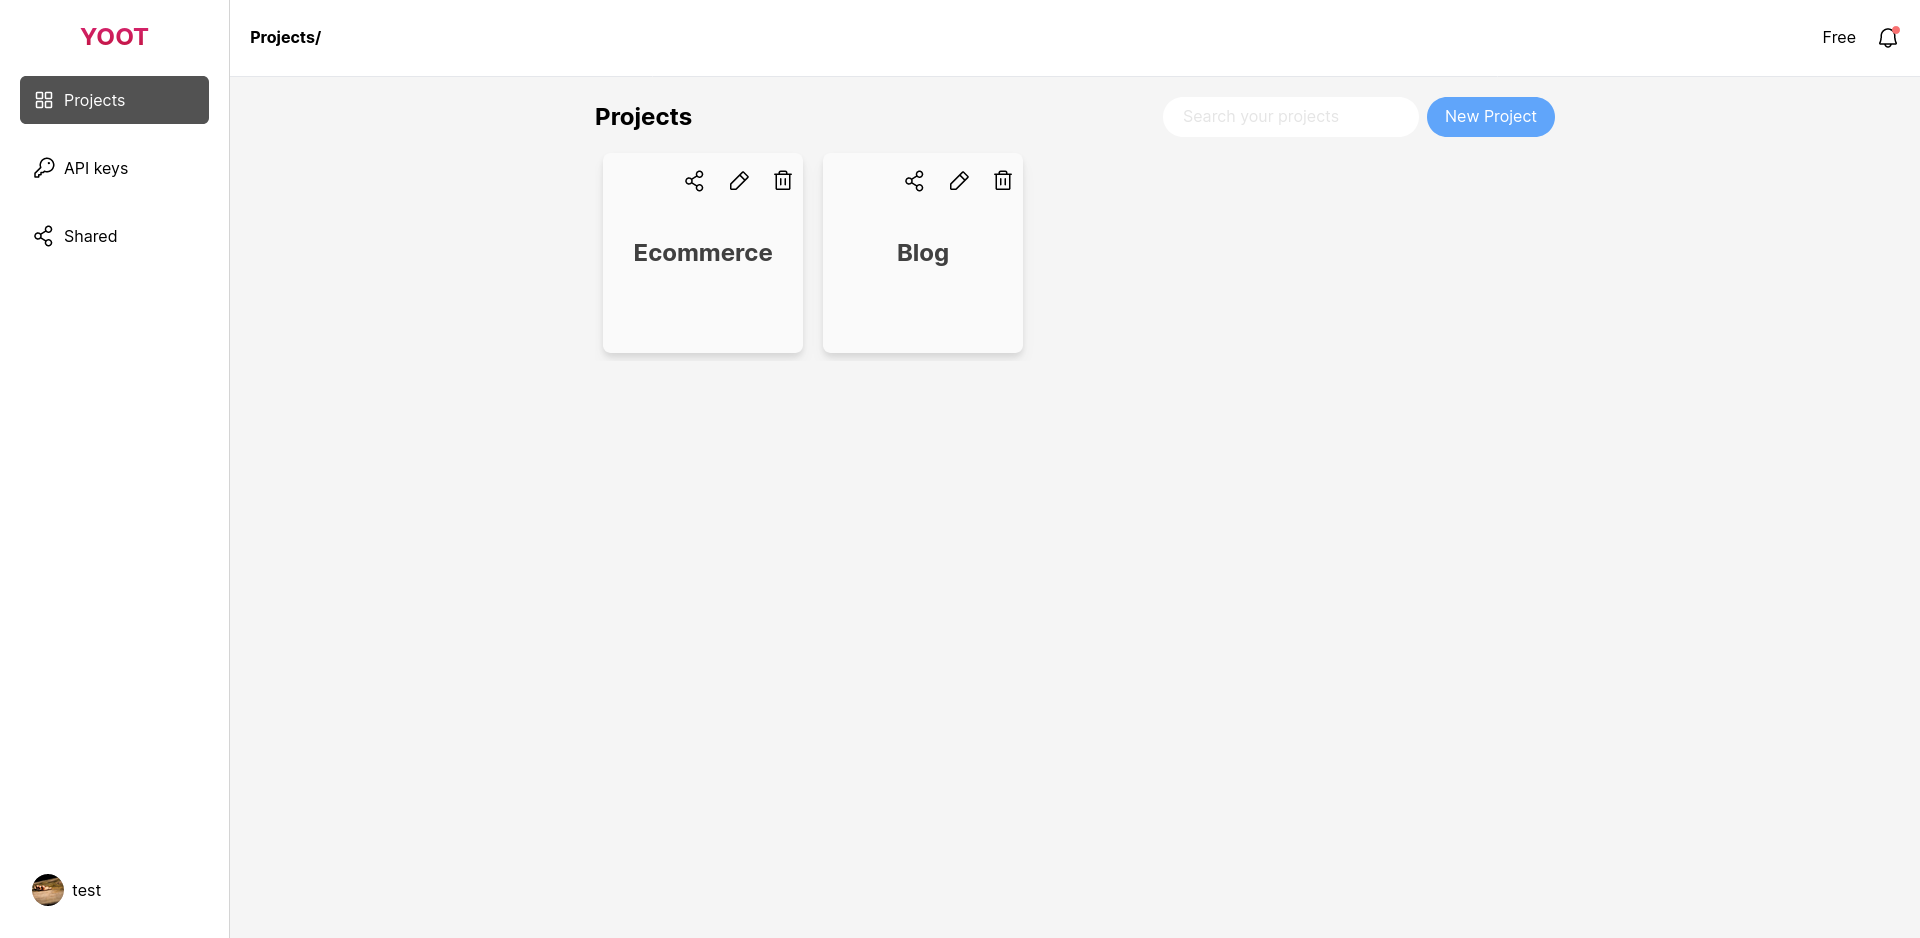 YOOT
Projects
API keys
Shared
test
Projects/
Free
Projects
Search your projects
New Project
Ecommerce
Blog